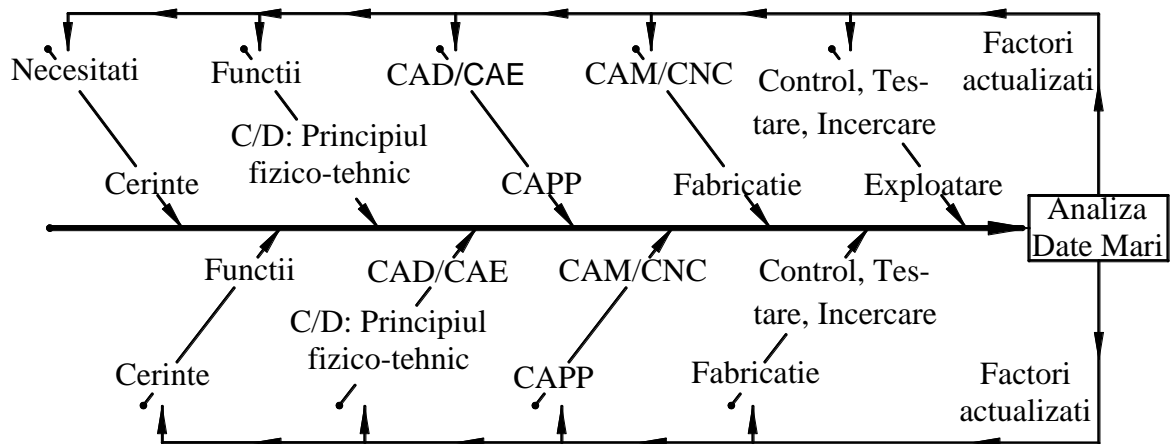 Factori
actualizati
Necesitati
Functii
CAD/CAE
CAM/CNC
Control, Tes-
tare, Incercare
C/D: Principiul
fizico-tehnic
Cerinte
CAPP
Fabricatie
Exploatare
Analiza
Date Mari
Functii
CAD/CAE
CAM/CNC
Control, Tes-
tare, Incercare
C/D: Principiul
fizico-tehnic
Cerinte
CAPP
Fabricatie
Factori
actualizati